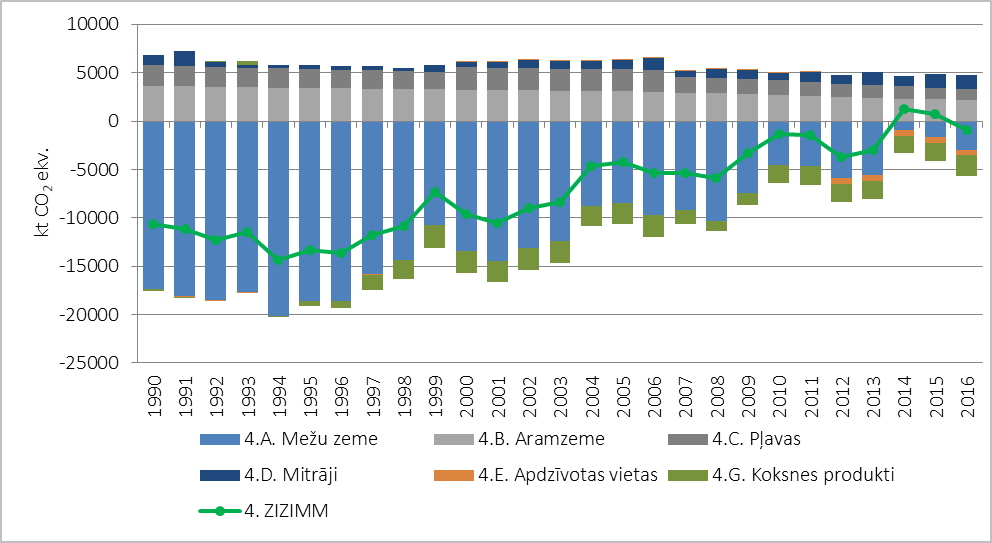 10000
5000
0
-5000
-10000
-15000
-20000
-25000
kt CO₂ ekv.
1990 1991 1992 1993 1994 1995 1996 1997 1998 1999 2000 2001 2002 2003 2004 2005 2006 2007 2008 2009 2010 2011 2012 2013 2014 2015 2016
4.A. Mežu zeme 4.B. Aramzeme 4.C. Pļavas
4.D. Mitrāji 4.E. Apdzīvotas vietas 4.G. Koksnes produkti
4. ZIZIMM